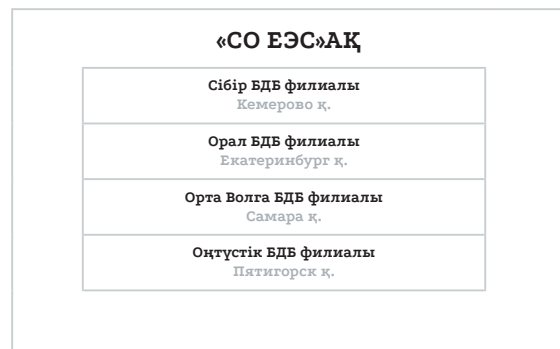 «СО ЕЭС»АҚ
Сібір БДБ филиалы
Кемерово қ.
Орал БДБ филиалы
Екатеринбург қ.
Орта Волга БДБ филиалы
Самара қ.
Оңтүстік БДБ филиалы
Пятигорск қ.